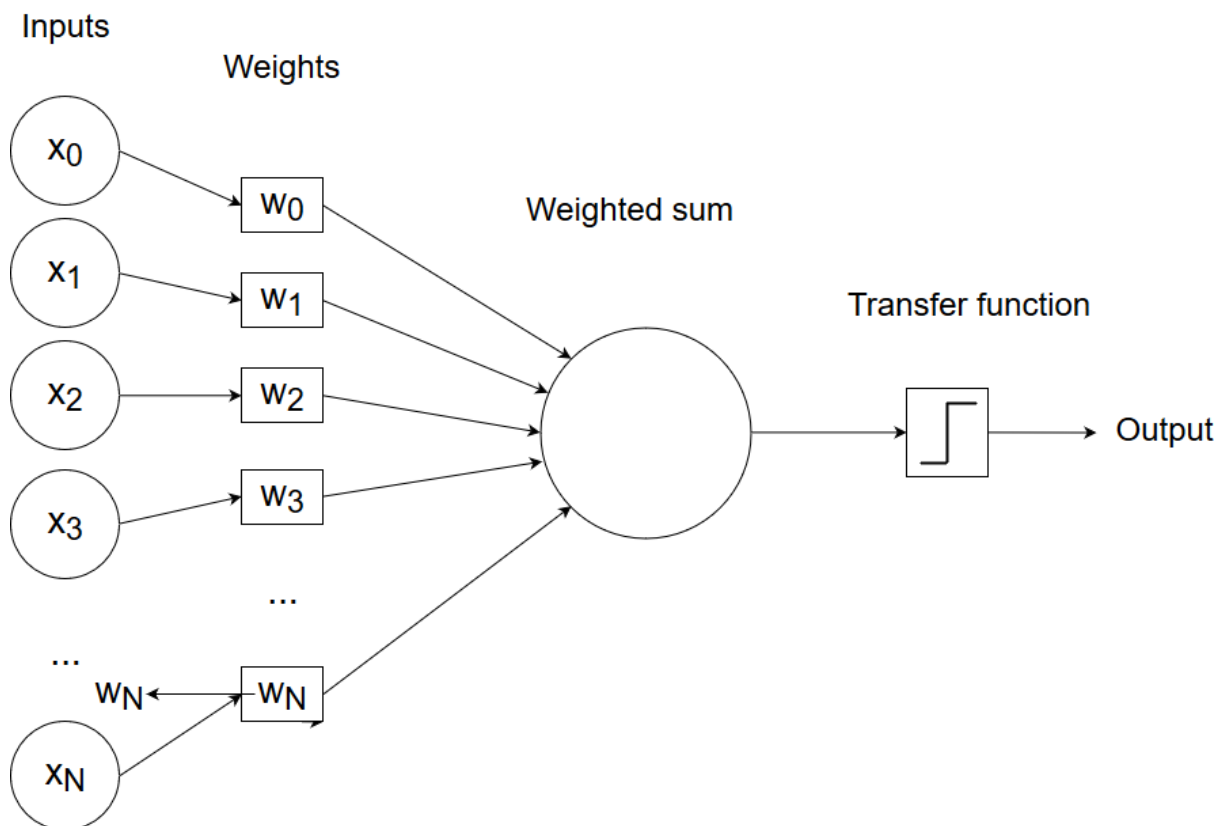 Inputs
Weights
x0
w0
Weighted sum
x1
w1
Transfer function
x2
w2
Output
x3
w3
...
...
wN
wN
xN